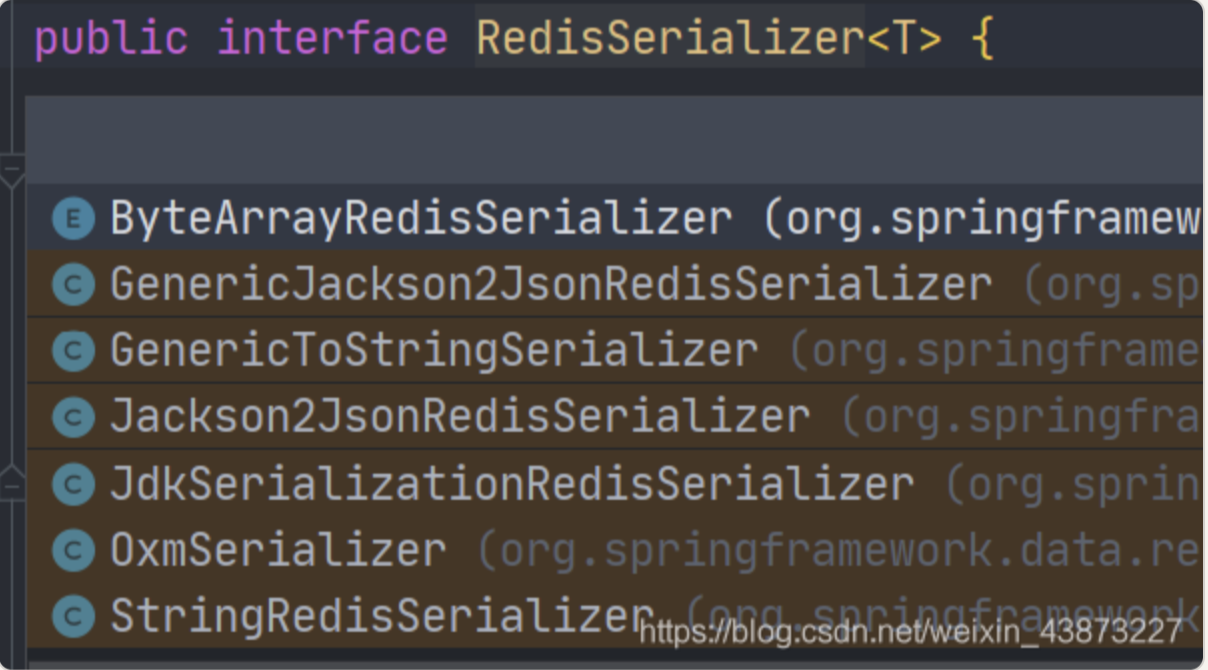 public interface RedisSerializer<T> {
E ByteArrayRedisSerializer (org.springframew
C GenericJackson2JsonRedisSerializer (org.sp
C GenericToStringSerializer (org.springframe
C Jackson2JsonRedisSerializer (org.springfra
C JdkSerializationRedisSerializer (org.sprin
C OxmSerializer (org.springframework.data.re
C StringRedisSerializer (org.springframework
https://blog.csdn.net/weixin_43873227